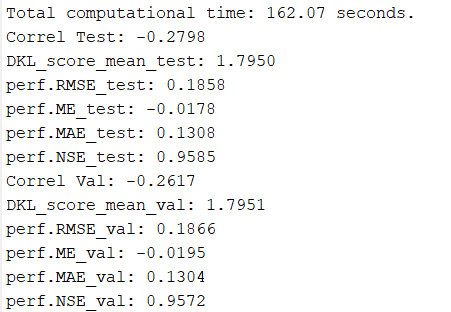 Total computational time: 162.07 seconds.
Correl Test: -0.2798
DKL_score_mean_test: 1.7950
perf.RMSE_test: 0.1858
perf.ME_test: -0.0178
perf.MAE_test: 0.1308
perf.NSE_test: 0.9585
Correl Val: -0.2617
DKL_score_mean_val: 1.7951
perf.RMSE_val: 0.1866
perf.ME_val: -0.0195
perf.MAE_val: 0.1304
perf.NSE_val: 0.9572